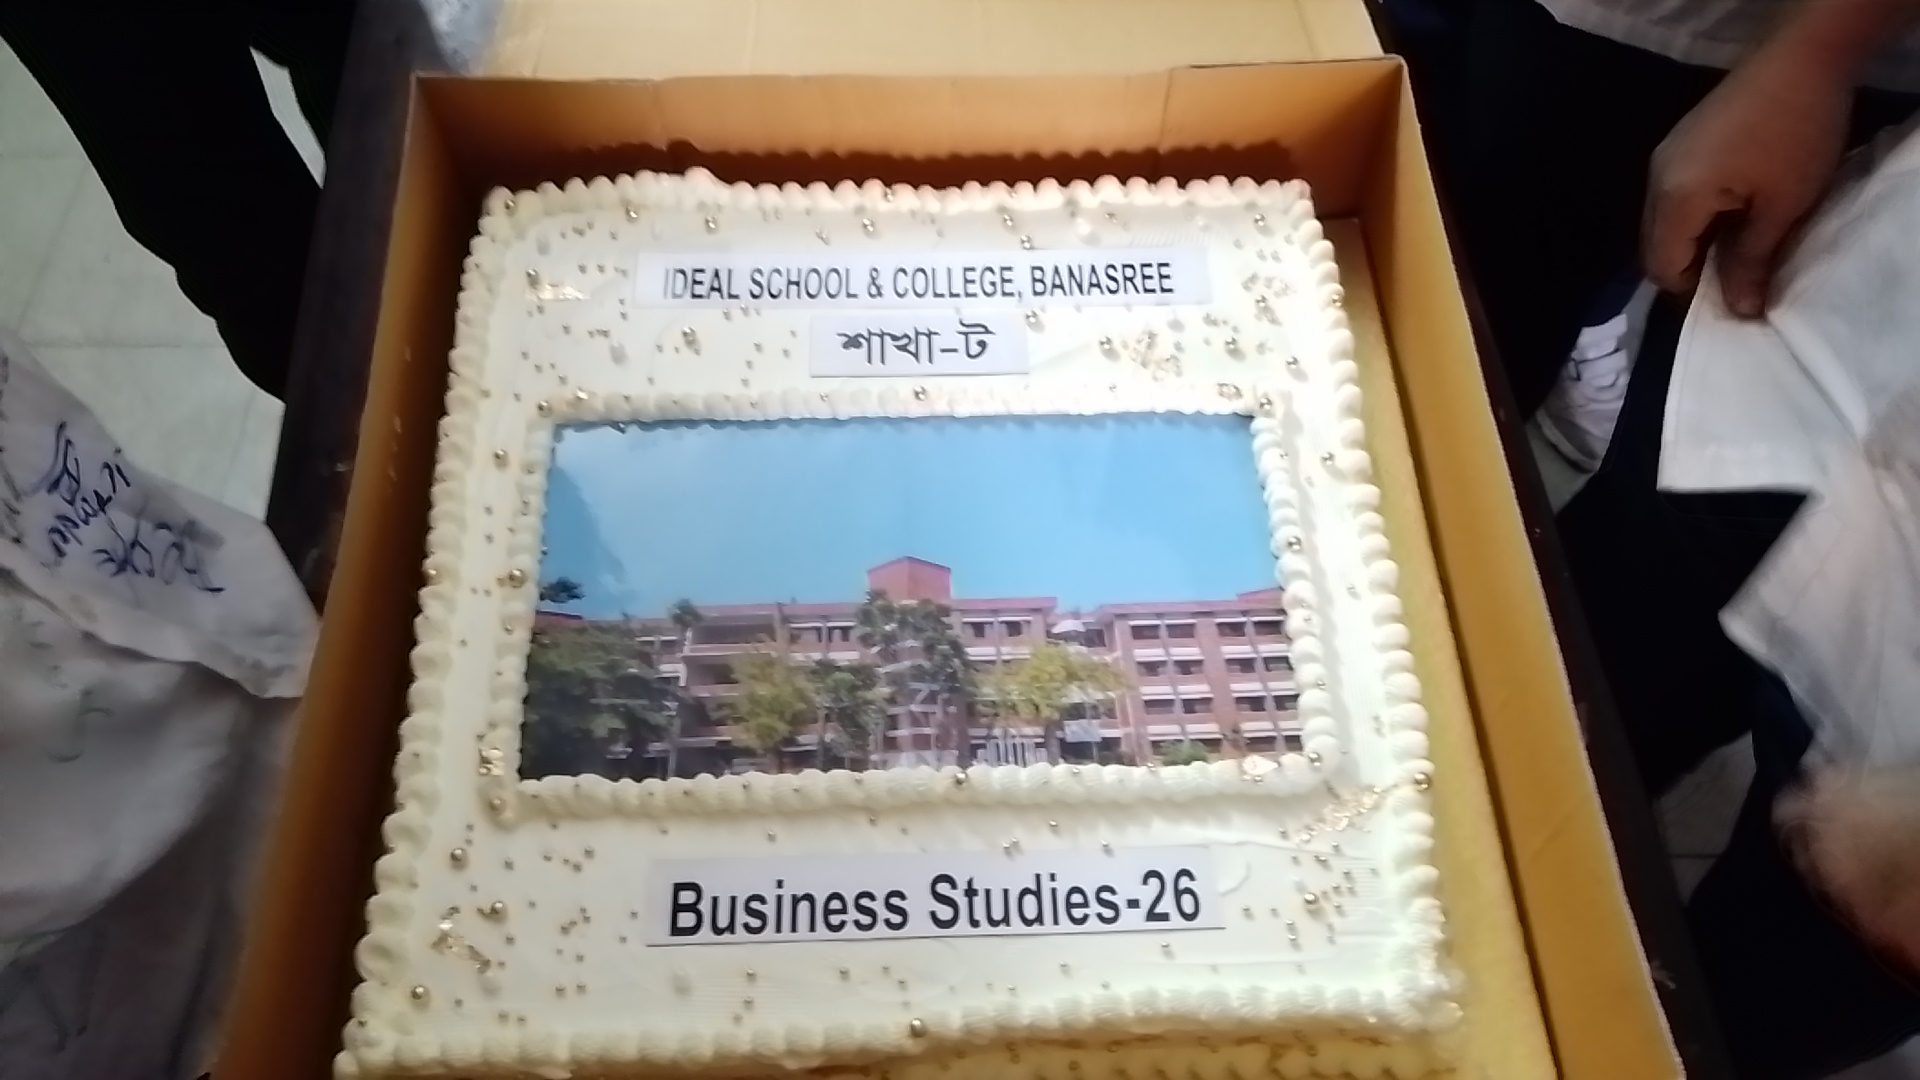 IDEAL SCHOOL & COLLEGE, BANASREE
শাখা-ট
Business Studies-26